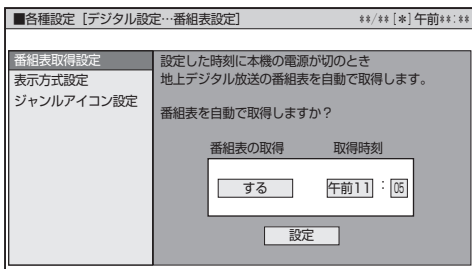 ■各種設定［デジタル設定…番組表設定］ **/**[*]午前**:**
番組表取得設定
表示方式設定
ジャンルアイコン設定
設定した時刻に本機の電源が切のとき
地上デジタル放送の番組表を自動で取得します。
番組表を自動で取得しますか？
番組表の取得 取得時刻
する 午前11 : 05
設定